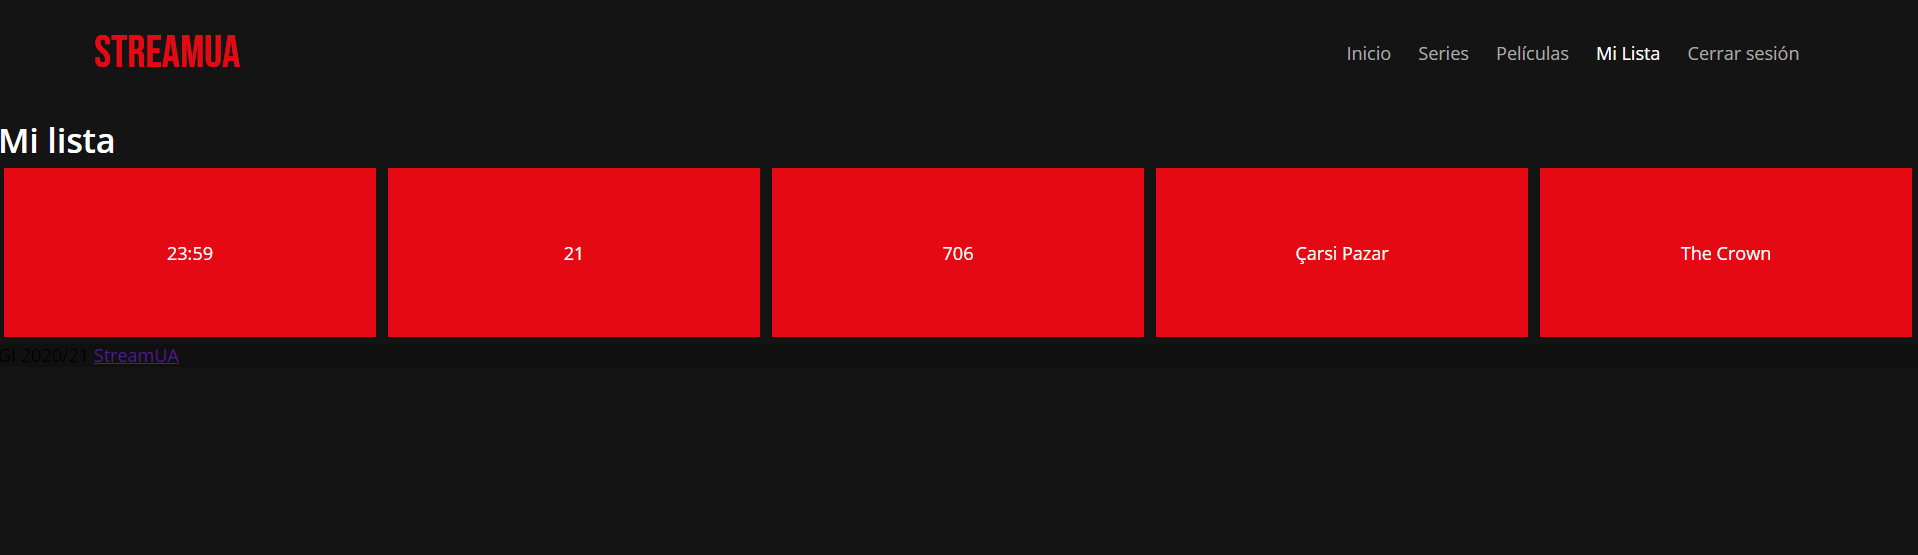 STREAMUA
Inicio Series Películas Mi Lista Cerrar sesión
Mi lista
23:59 21 706 Çarsi Pazar The Crown
GI 2020/21 StreamUA